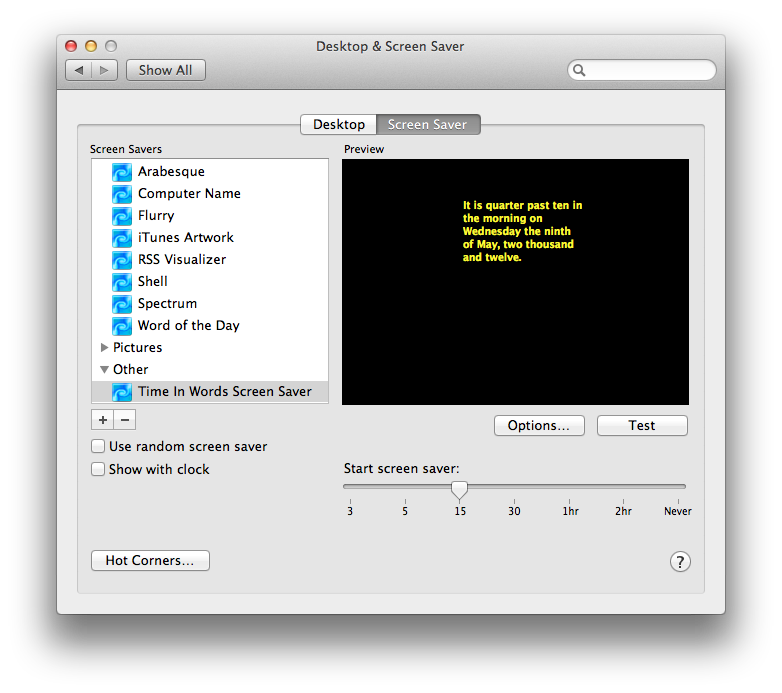 Desktop & Screen Saver
Show All
Desktop
Screen Saver
Screen Savers
Arabesque
Computer Name
Flurry
iTunes Artwork
RSS Visualizer
Shell
Spectrum
Word of the Day
Pictures
Other
Time In Words Screen Saver
+ −
Use random screen saver
Show with clock
Hot Corners...
Preview
It is quarter past ten in
the morning on
Wednesday the ninth
of May, two thousand
and twelve.
Options...
Test
Start screen saver:
3 5 15 30 1hr 2hr Never
?